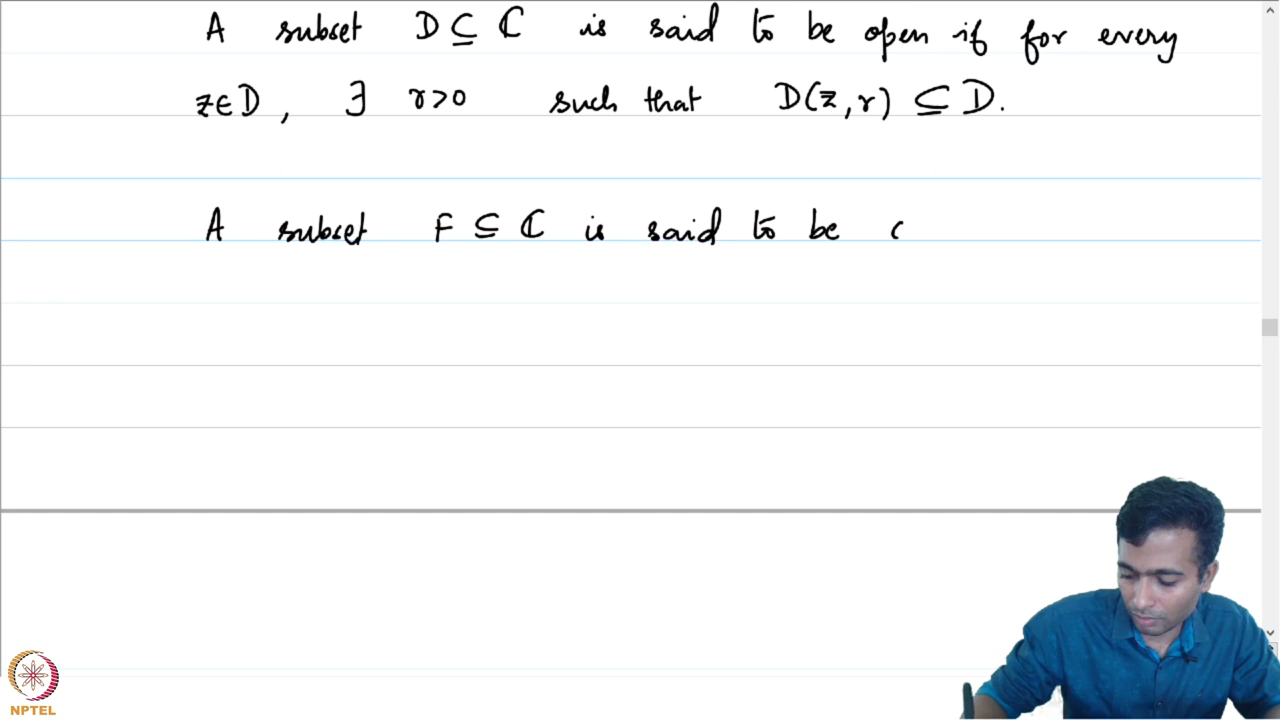 A subset D ⊆ ℂ is said to be open if for every
z∈D, ∃ r>0 such that D(z,r) ⊆ D.
A subset F ⊆ ℂ is said to be c
NPTEL